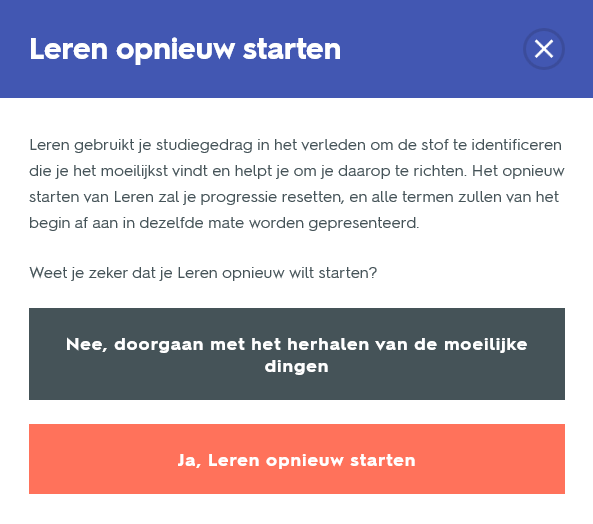 Leren opnieuw starten
Leren gebruikt je studiegedrag in het verleden om de stof te identificeren
die je het moeilijkst vindt en helpt je om je daarop te richten. Het opnieuw
starten van Leren zal je progressie resetten, en alle termen zullen van het
begin af aan in dezelfde mate worden gepresenteerd.
Weet je zeker dat je Leren opnieuw wilt starten?
Nee, doorgaan met het herhalen van de moeilijke
dingen
Ja, Leren opnieuw starten